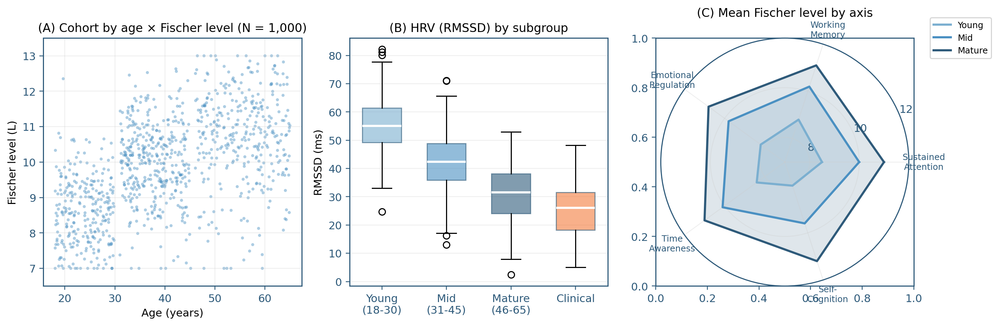 (A) Cohort by age × Fischer level (N = 1,000)
13
12
11
10
9
8
7
Fischer level (L)
20 30 40 50 60
Age (years)
(B) HRV (RMSSD) by subgroup
80
70
60
50
40
30
20
10
0
RMSSD (ms)
Young Mid Mature Clinical
(18-30) (31-45) (46-65)
(C) Mean Fischer level by axis
Working
Memory
Emotional
Regulation
Sustained
Attention
Time
Awareness
Self-
Cognition
12
10
8
1.0
0.8
0.6
0.4
0.2
0.0
0.0 0.2 0.4 0.6 0.8 1.0
Young
Mid
Mature